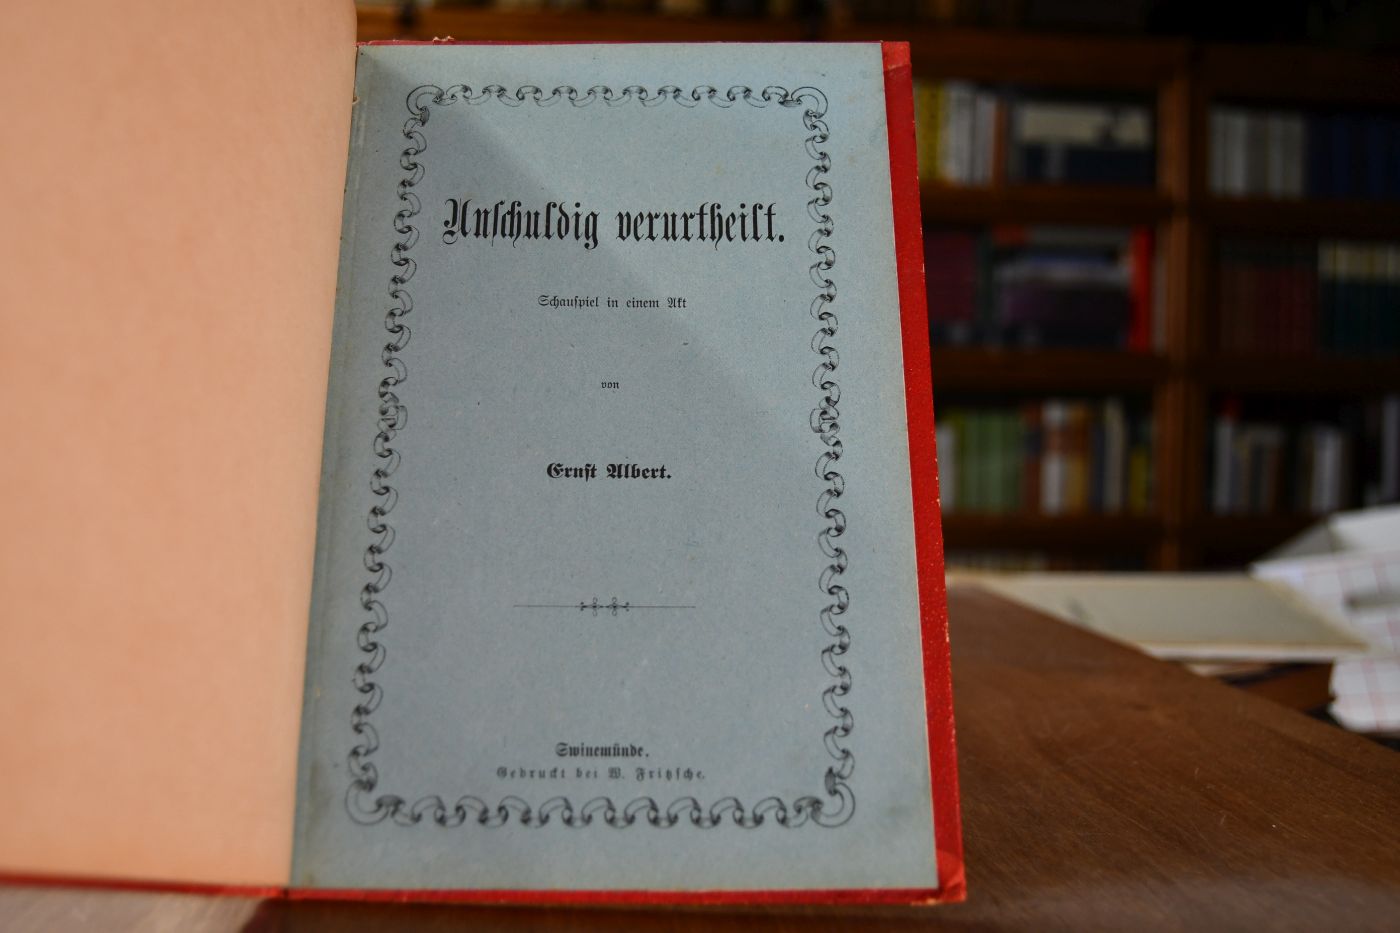 Unſchuldig verurtheilt.
Schauſpiel in einem Akt
von
Ernſt Albert.
Swinemünde.
Gedruckt bei W. Fritzſche.